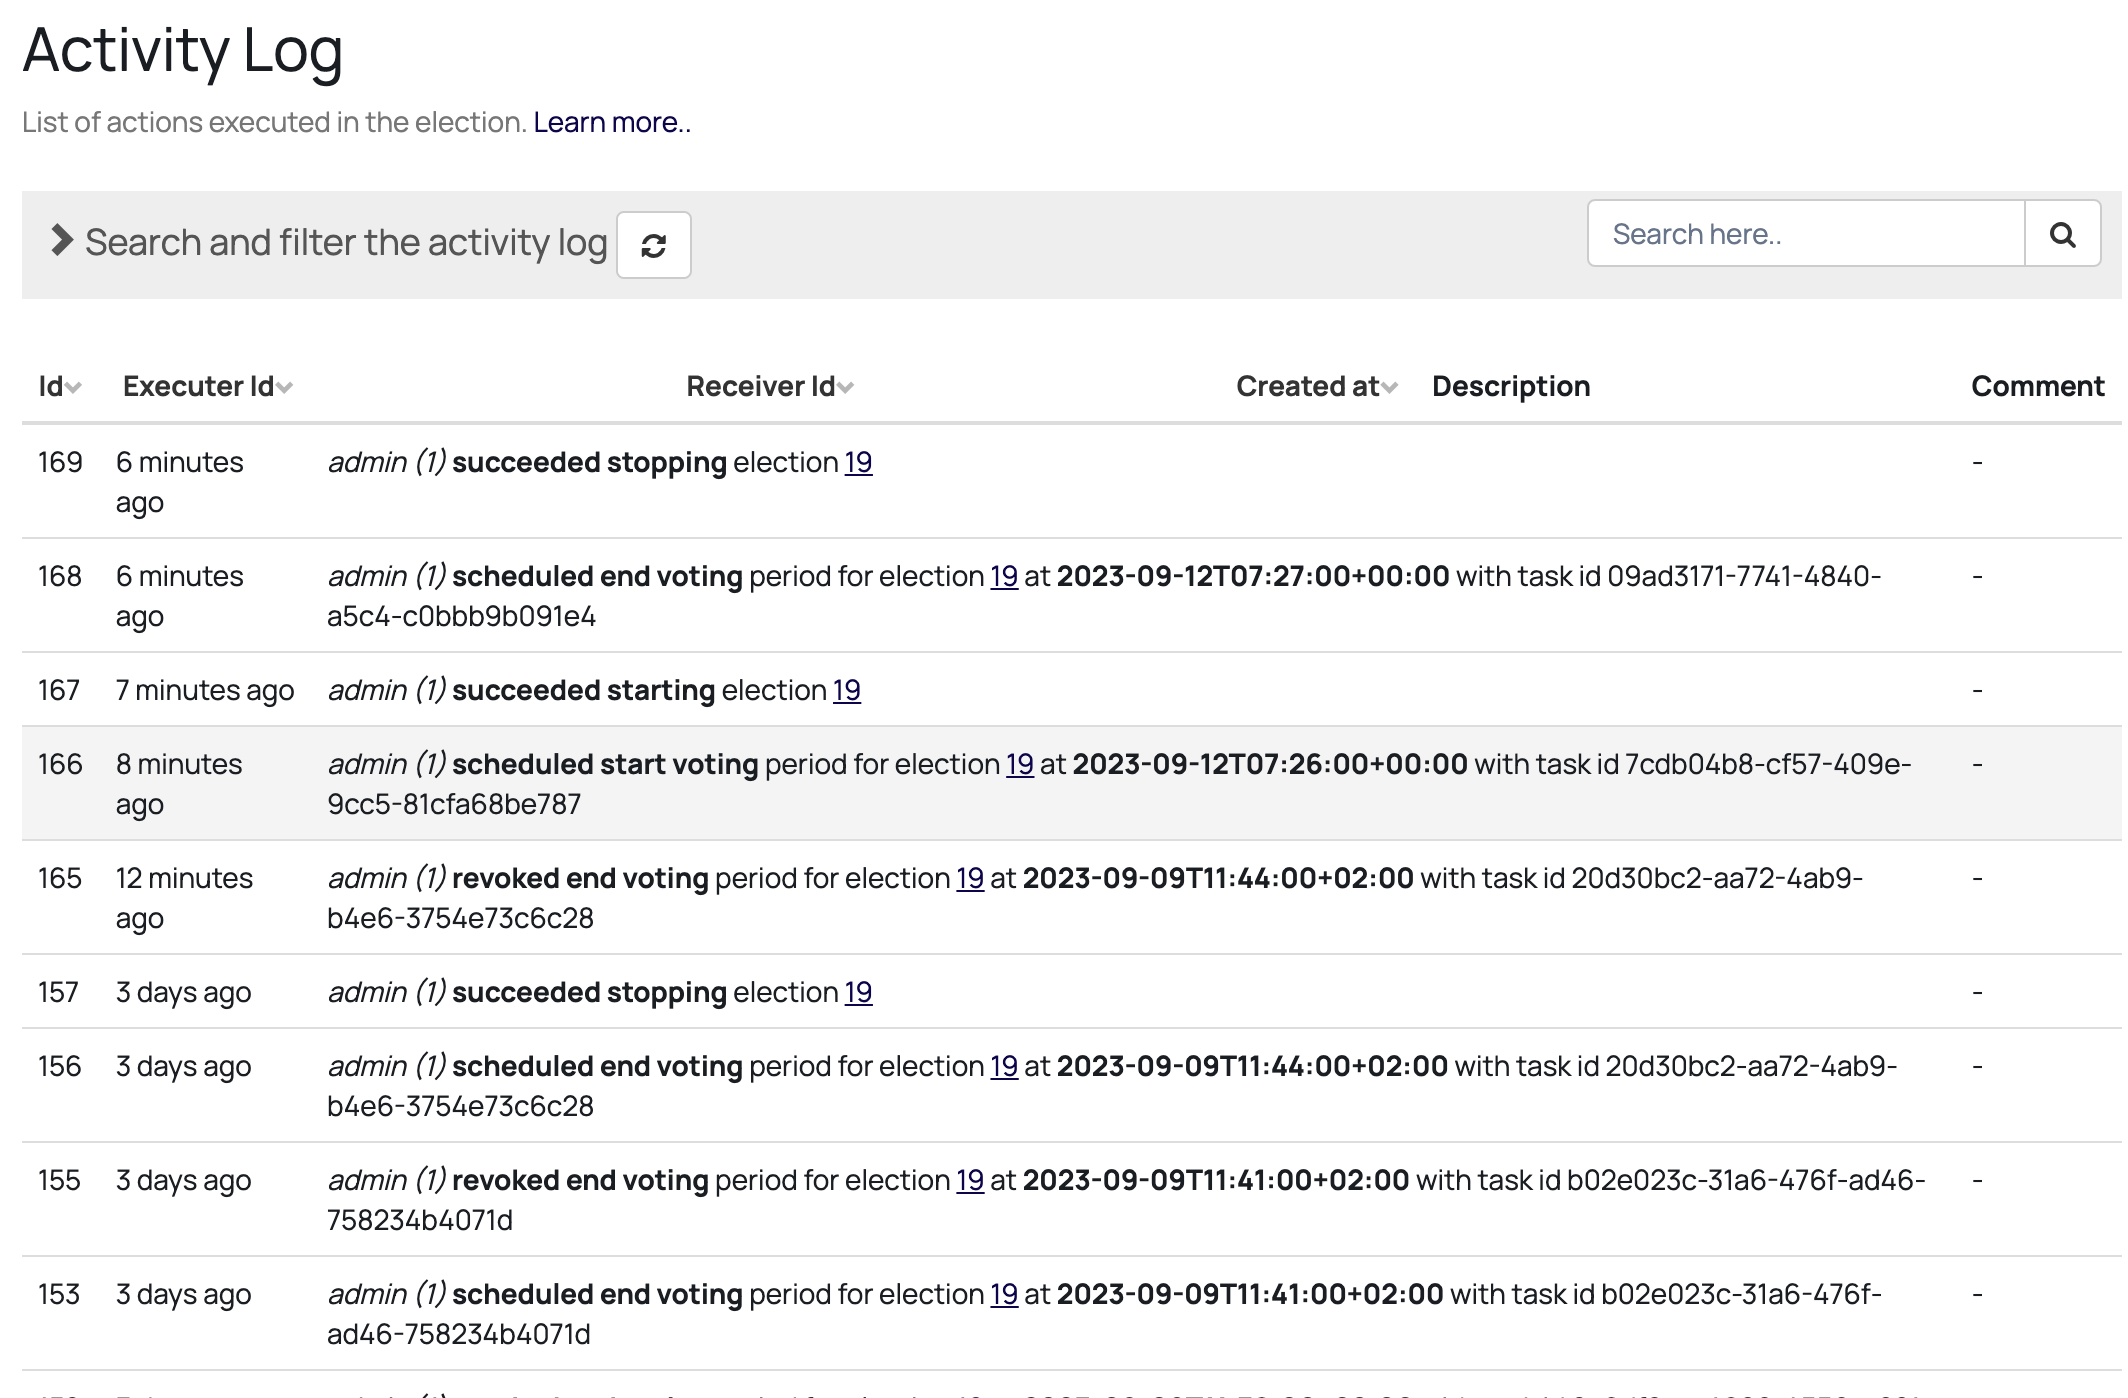 Activity Log
List of actions executed in the election. Learn more..
Search and filter the activity log
Search here..
Id Executer Id Receiver Id Created at Description Comment
169 6 minutes ago admin (1) succeeded stopping election 19 -
168 6 minutes ago admin (1) scheduled end voting period for election 19 at 2023-09-12T07:27:00+00:00 with task id 09ad3171-7741-4840-
a5c4-c0bbb9b091e4 -
167 7 minutes ago admin (1) succeeded starting election 19 -
166 8 minutes ago admin (1) scheduled start voting period for election 19 at 2023-09-12T07:26:00+00:00 with task id 7cdb04b8-cf57-409e-
9cc5-81cfa68be787 -
165 12 minutes ago admin (1) revoked end voting period for election 19 at 2023-09-09T11:44:00+02:00 with task id 20d30bc2-aa72-4ab9-
b4e6-3754e73c6c28 -
157 3 days ago admin (1) succeeded stopping election 19 -
156 3 days ago admin (1) scheduled end voting period for election 19 at 2023-09-09T11:44:00+02:00 with task id 20d30bc2-aa72-4ab9-
b4e6-3754e73c6c28 -
155 3 days ago admin (1) revoked end voting period for election 19 at 2023-09-09T11:41:00+02:00 with task id b02e023c-31a6-476f-ad46-
758234b4071d -
153 3 days ago admin (1) scheduled end voting period for election 19 at 2023-09-09T11:41:00+02:00 with task id b02e023c-31a6-476f-
ad46-758234b4071d -